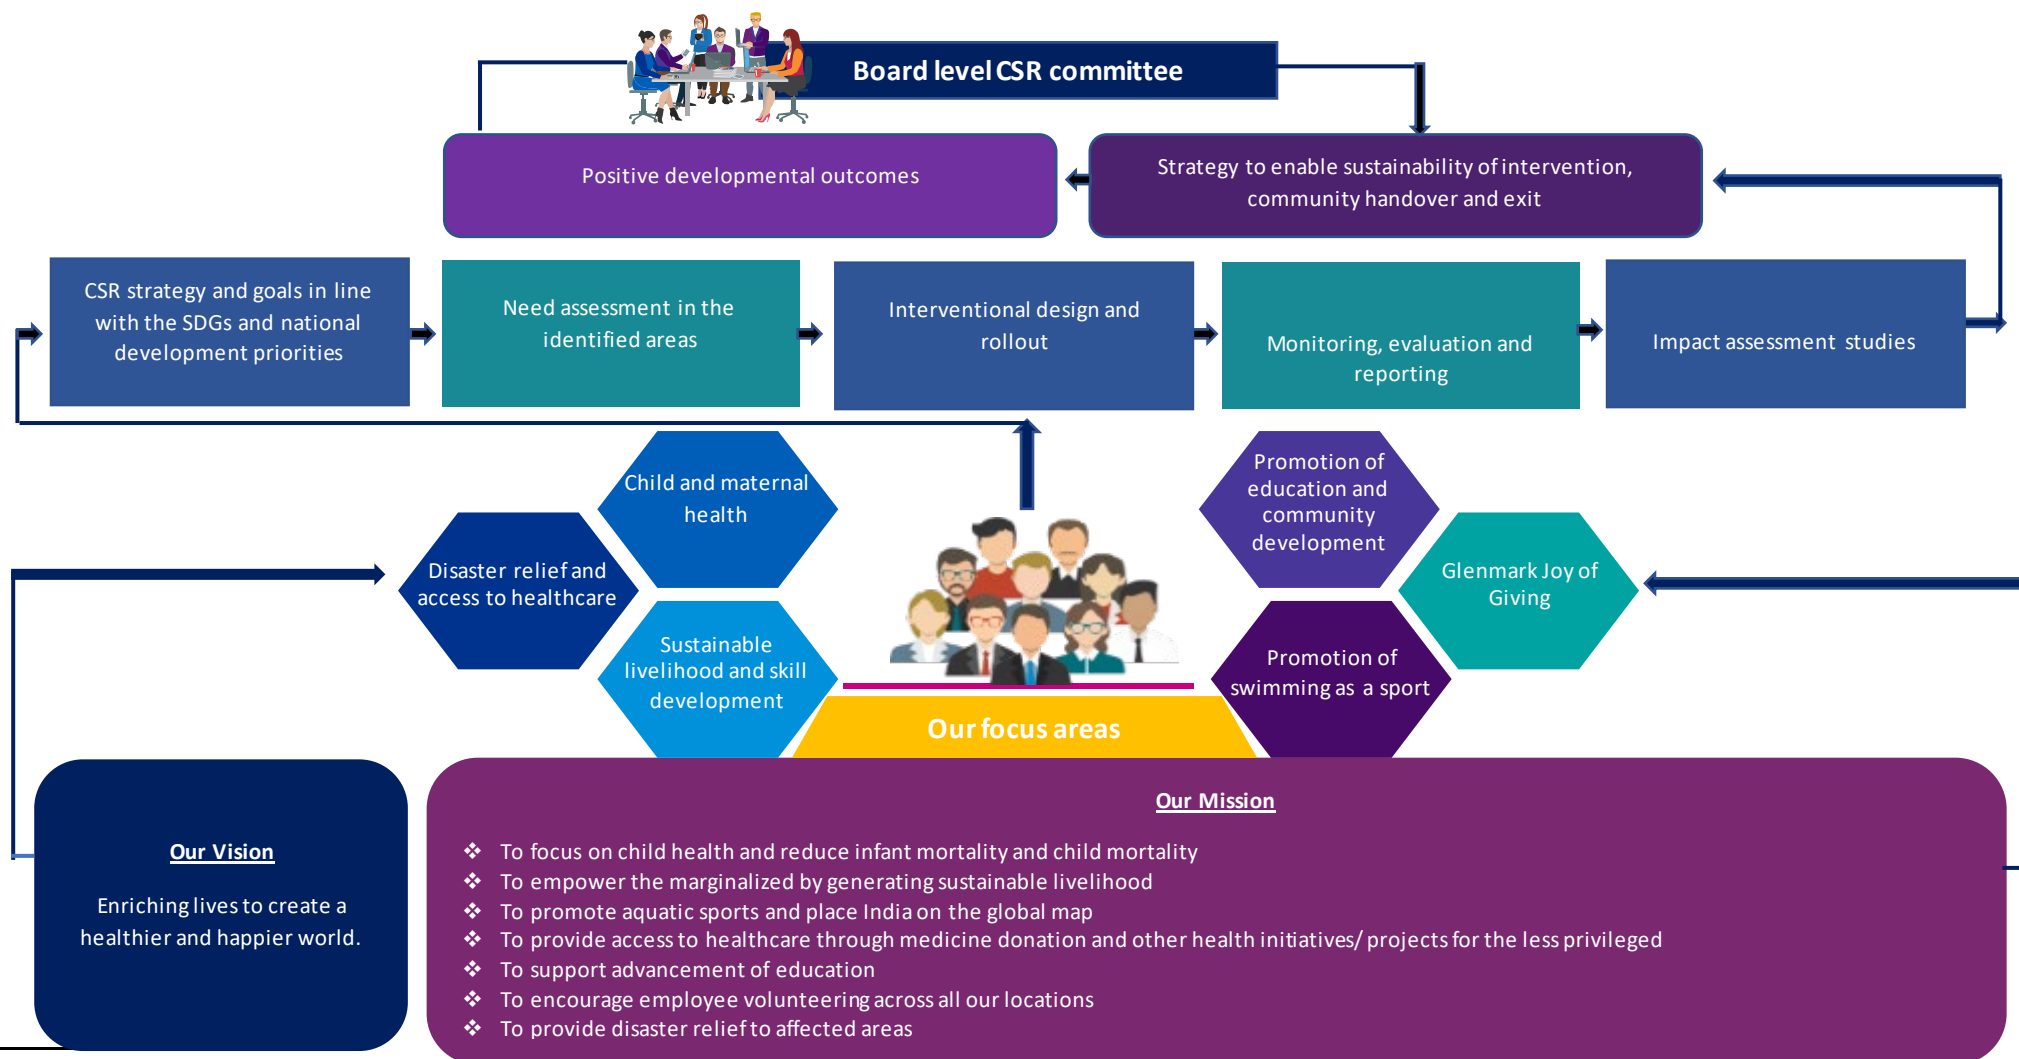 Board level CSR committee
Positive developmental outcomes
Strategy to enable sustainability of intervention,
community handover and exit
CSR strategy and goals in line
with the SDGs and national
development priorities
Need assessment in the
identified areas
Interventional design and
rollout
Monitoring, evaluation and
reporting
Impact assessment studies
Child and maternal
health
Disaster relief and
access to healthcare
Sustainable
livelihood and skill
development
Promotion of
education and
community
development
Glenmark Joy of
Giving
Promotion of
swimming as a sport
Our focus areas
Our Vision
Enriching lives to create a
healthier and happier world.
Our Mission
❖ To focus on child health and reduce infant mortality and child mortality
❖ To empower the marginalized by generating sustainable livelihood
❖ To promote aquatic sports and place India on the global map
❖ To provide access to healthcare through medicine donation and other health initiatives/ projects for the less privileged
❖ To support advancement of education
❖ To encourage employee volunteering across all our locations
❖ To provide disaster relief to affected areas